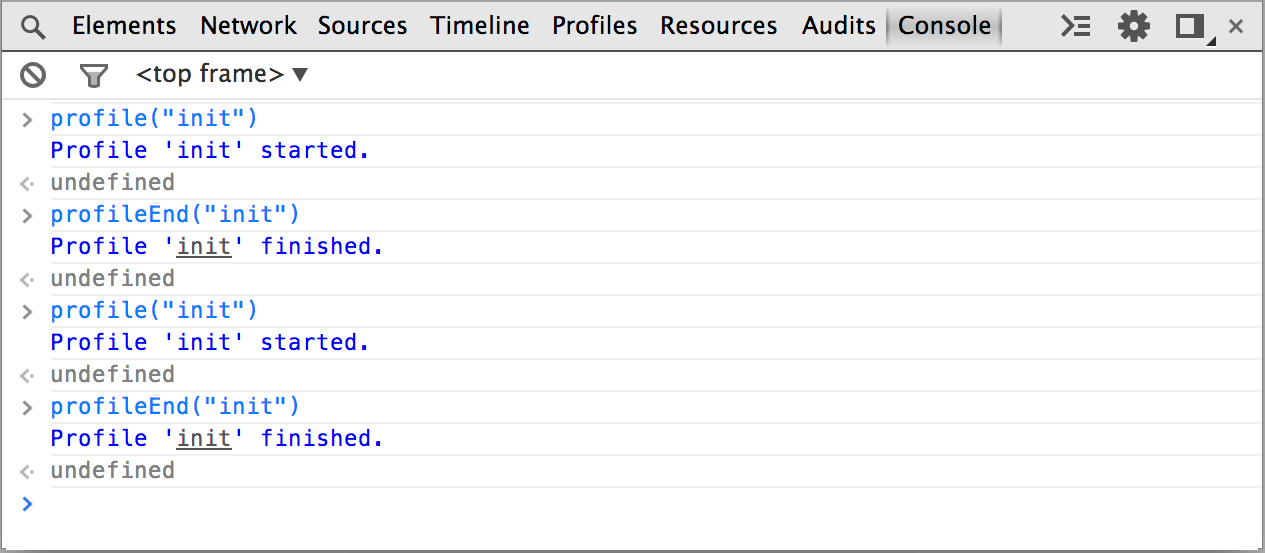 Elements Network Sources Timeline Profiles Resources Audits Console
<top frame>
profile("init")
Profile 'init' started.
undefined
profileEnd("init")
Profile 'init' finished.
undefined
profile("init")
Profile 'init' started.
undefined
profileEnd("init")
Profile 'init' finished.
undefined